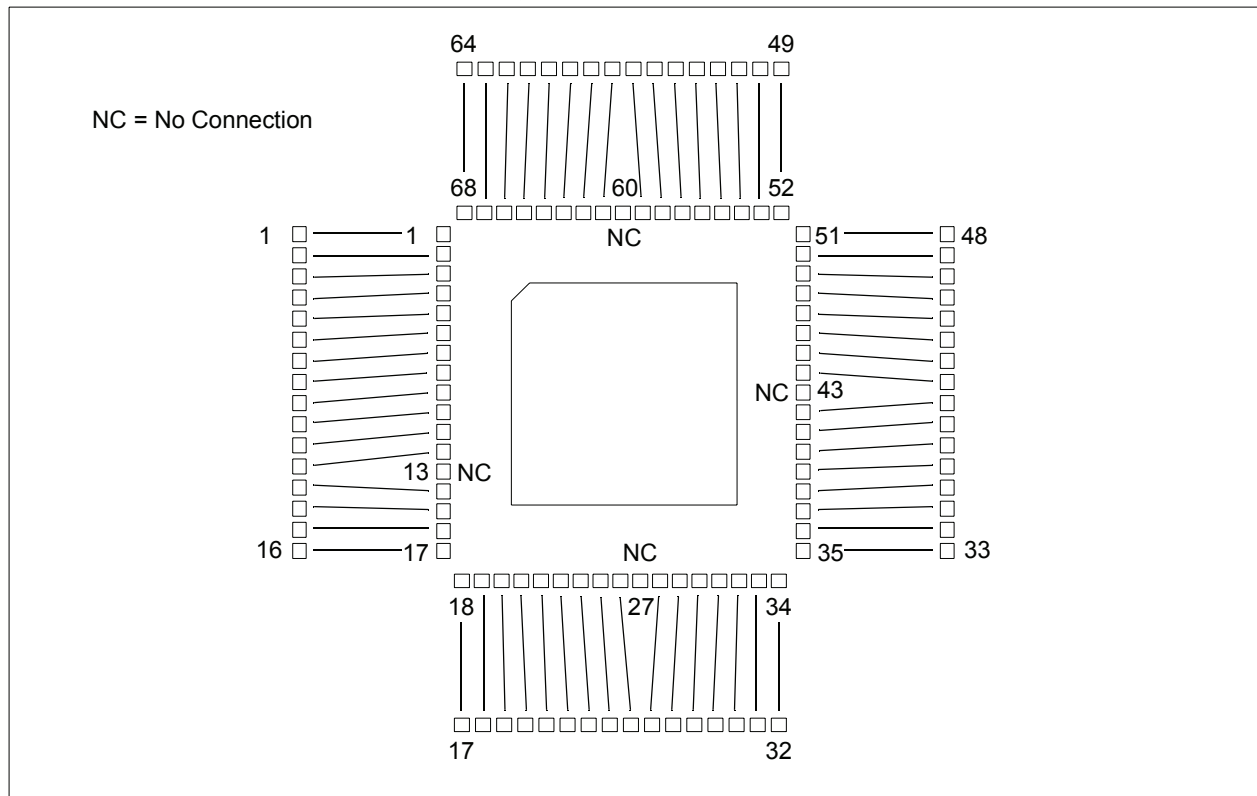 64 49
NC = No Connection
68 60 52
1 1 NC 51 48
NC 43
13 NC
16 17 NC 35 33
18 27 34
17 32